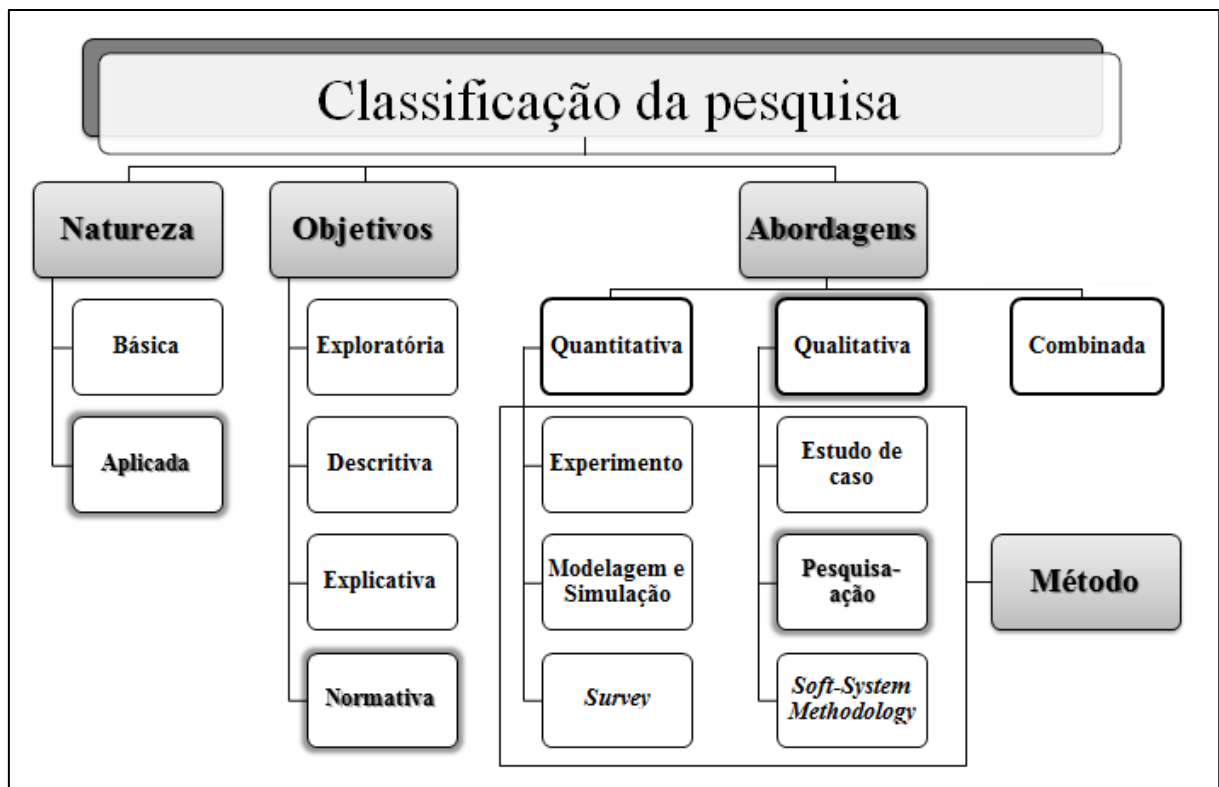 Classificação da pesquisa
Natureza
Objetivos
Abordagens
Básica
Exploratória
Quantitativa
Qualitativa
Combinada
Aplicada
Descritiva
Experimento
Estudo de
caso
Explicativa
Modelagem e
Simulação
Pesquisa-
ação
Método
Normativa
Survey
Soft-System
Methodology